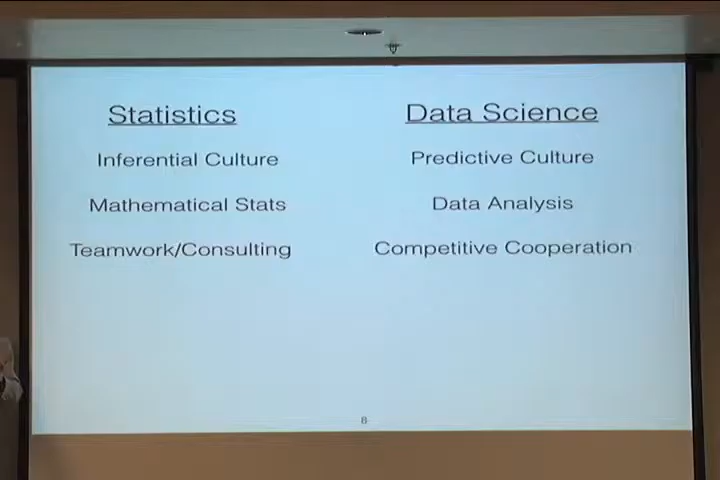 Statistics
Data Science
Inferential Culture
Predictive Culture
Mathematical Stats
Data Analysis
Teamwork/Consulting
Competitive Cooperation
8